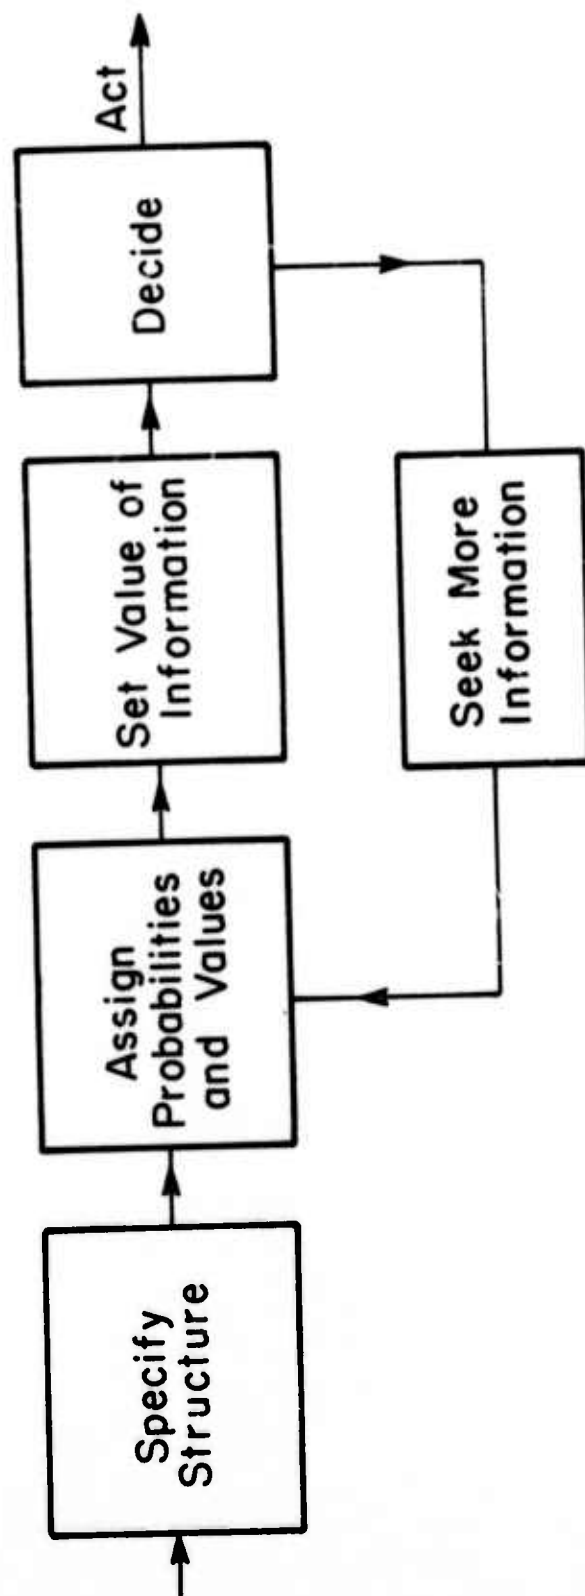 Specify
Structure
Assign
Probabilities
and Values
Set Value of
Information
Decide
Act
Seek More
Information